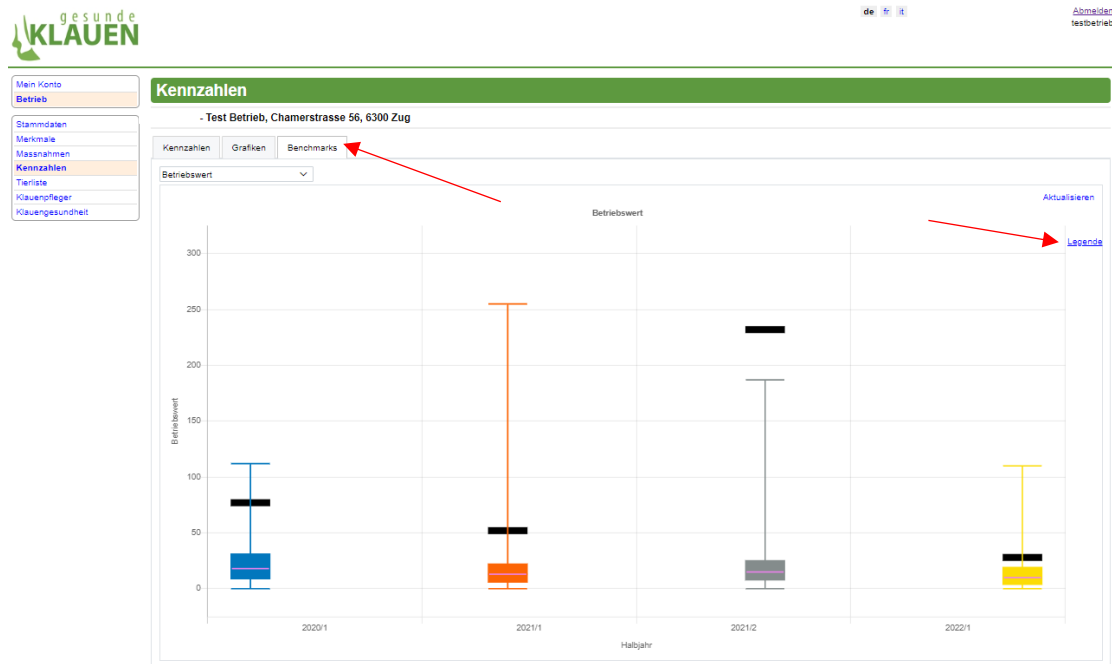 gesunde
KLAUEN
de fr it
Abmelden
testbetrieb
Mein Konto
Betrieb
Stammdaten
Merkmale
Massnahmen
Kennzahlen
Tierliste
Klauenpfleger
Klauengesundheit
Kennzahlen
- Test Betrieb, Chamerstrasse 56, 6300 Zug
Kennzahlen Grafiken Benchmarks
Betriebswert
Aktualisieren
Betriebswert
Legende
300
250
200
150
100
50
0
Betriebswert
2020/1 2021/1 2021/2 2022/1
Halbjahr